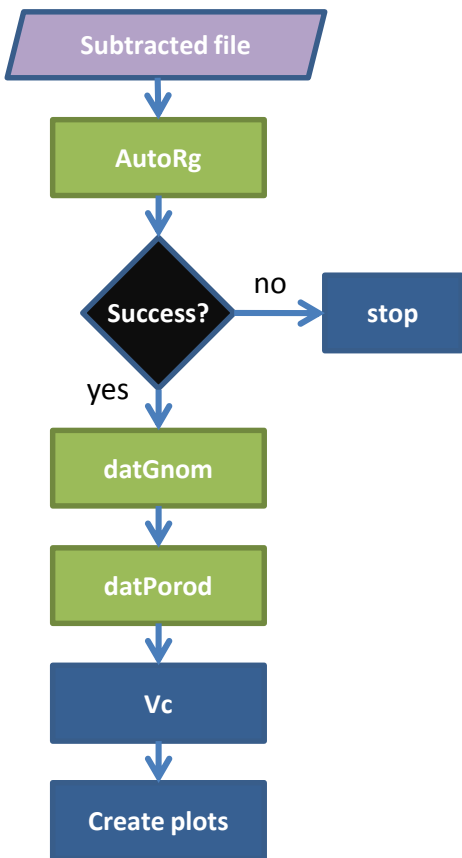 Subtracted file
AutoRg
Success?
no
stop
yes
datGnom
datPorod
Vc
Create plots